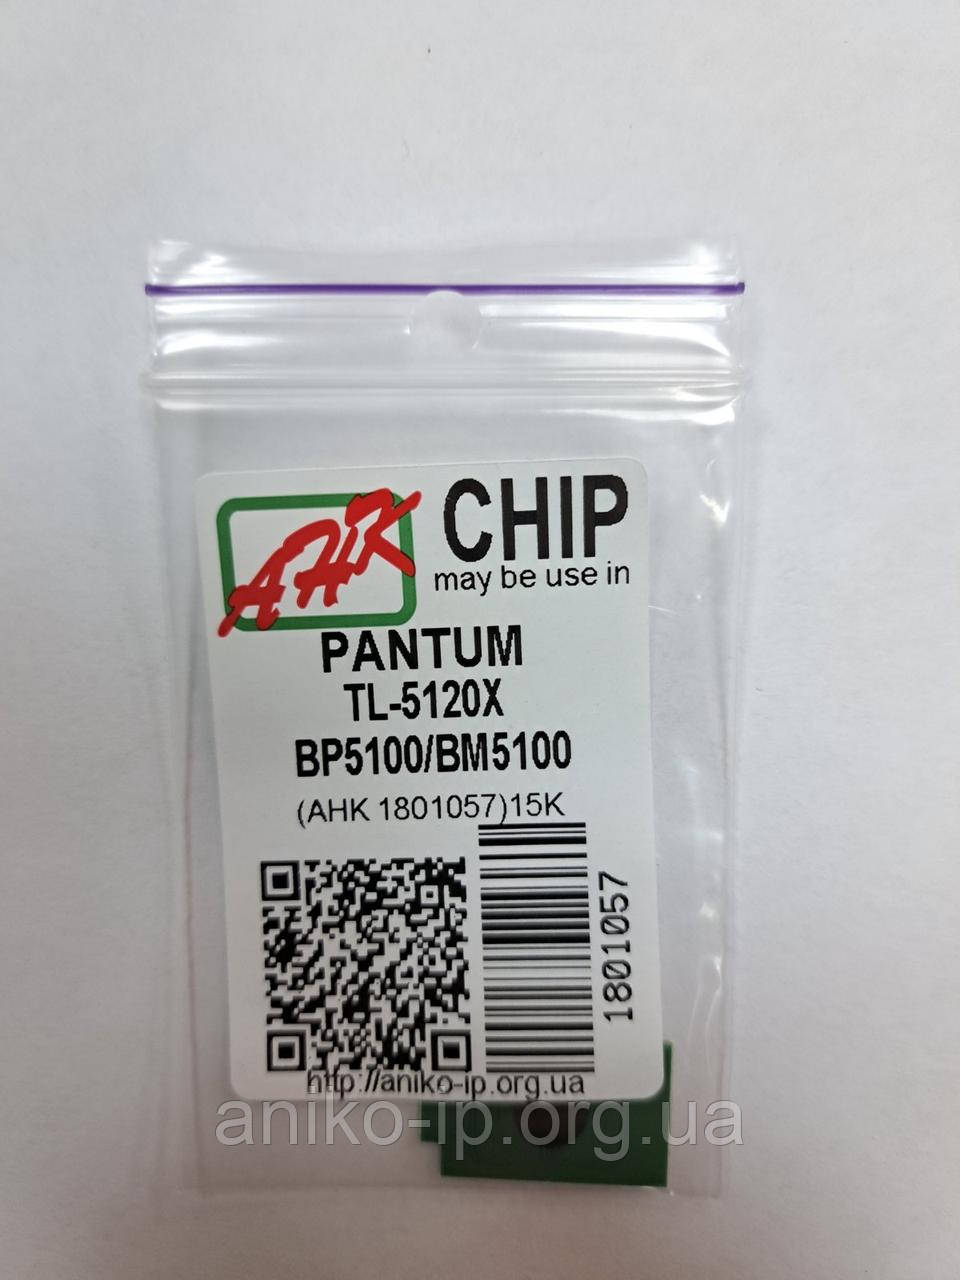 AHK
CHIP
may be use in
PANTUM
TL-5120X
BP5100/BM5100
(AHK 1801057)15K
1801057
http://aniko-ip.org.ua
aniko-ip.org.ua